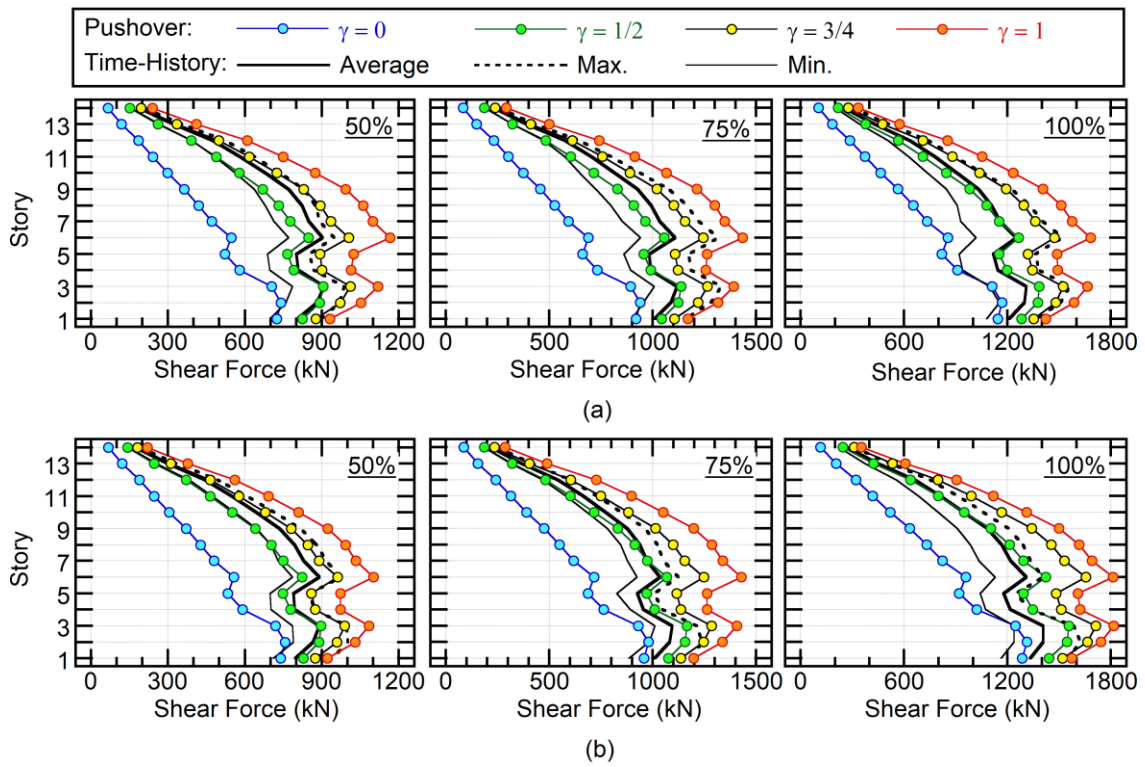 Pushover: γ = 0 γ = 1/2 γ = 3/4 γ = 1
Time-History: Average Max. Min.
Story
13
11
9
7
5
3
1
50%
75%
100%
0 300 600 900 1200
0 500 1000 1500
0 600 1200 1800
Shear Force (kN) Shear Force (kN) Shear Force (kN)
(a)
Story
13
11
9
7
5
3
1
50%
75%
100%
0 300 600 900 1200
0 500 1000 1500
0 600 1200 1800
Shear Force (kN) Shear Force (kN) Shear Force (kN)
(b)